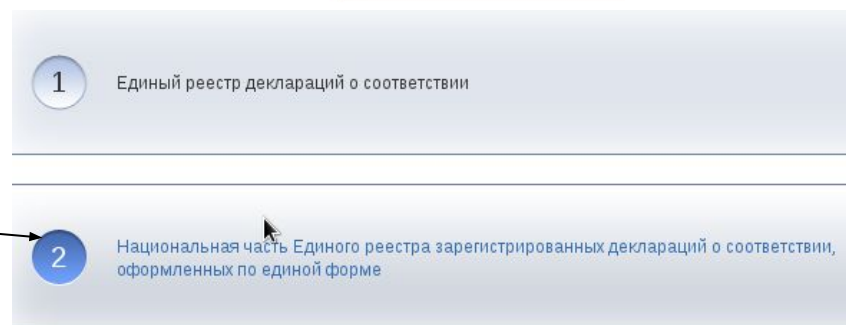 1
Единый реестр деклараций о соответствии
2
Национальная часть Единого реестра зарегистрированных деклараций о соответствии,
оформленных по единой форме